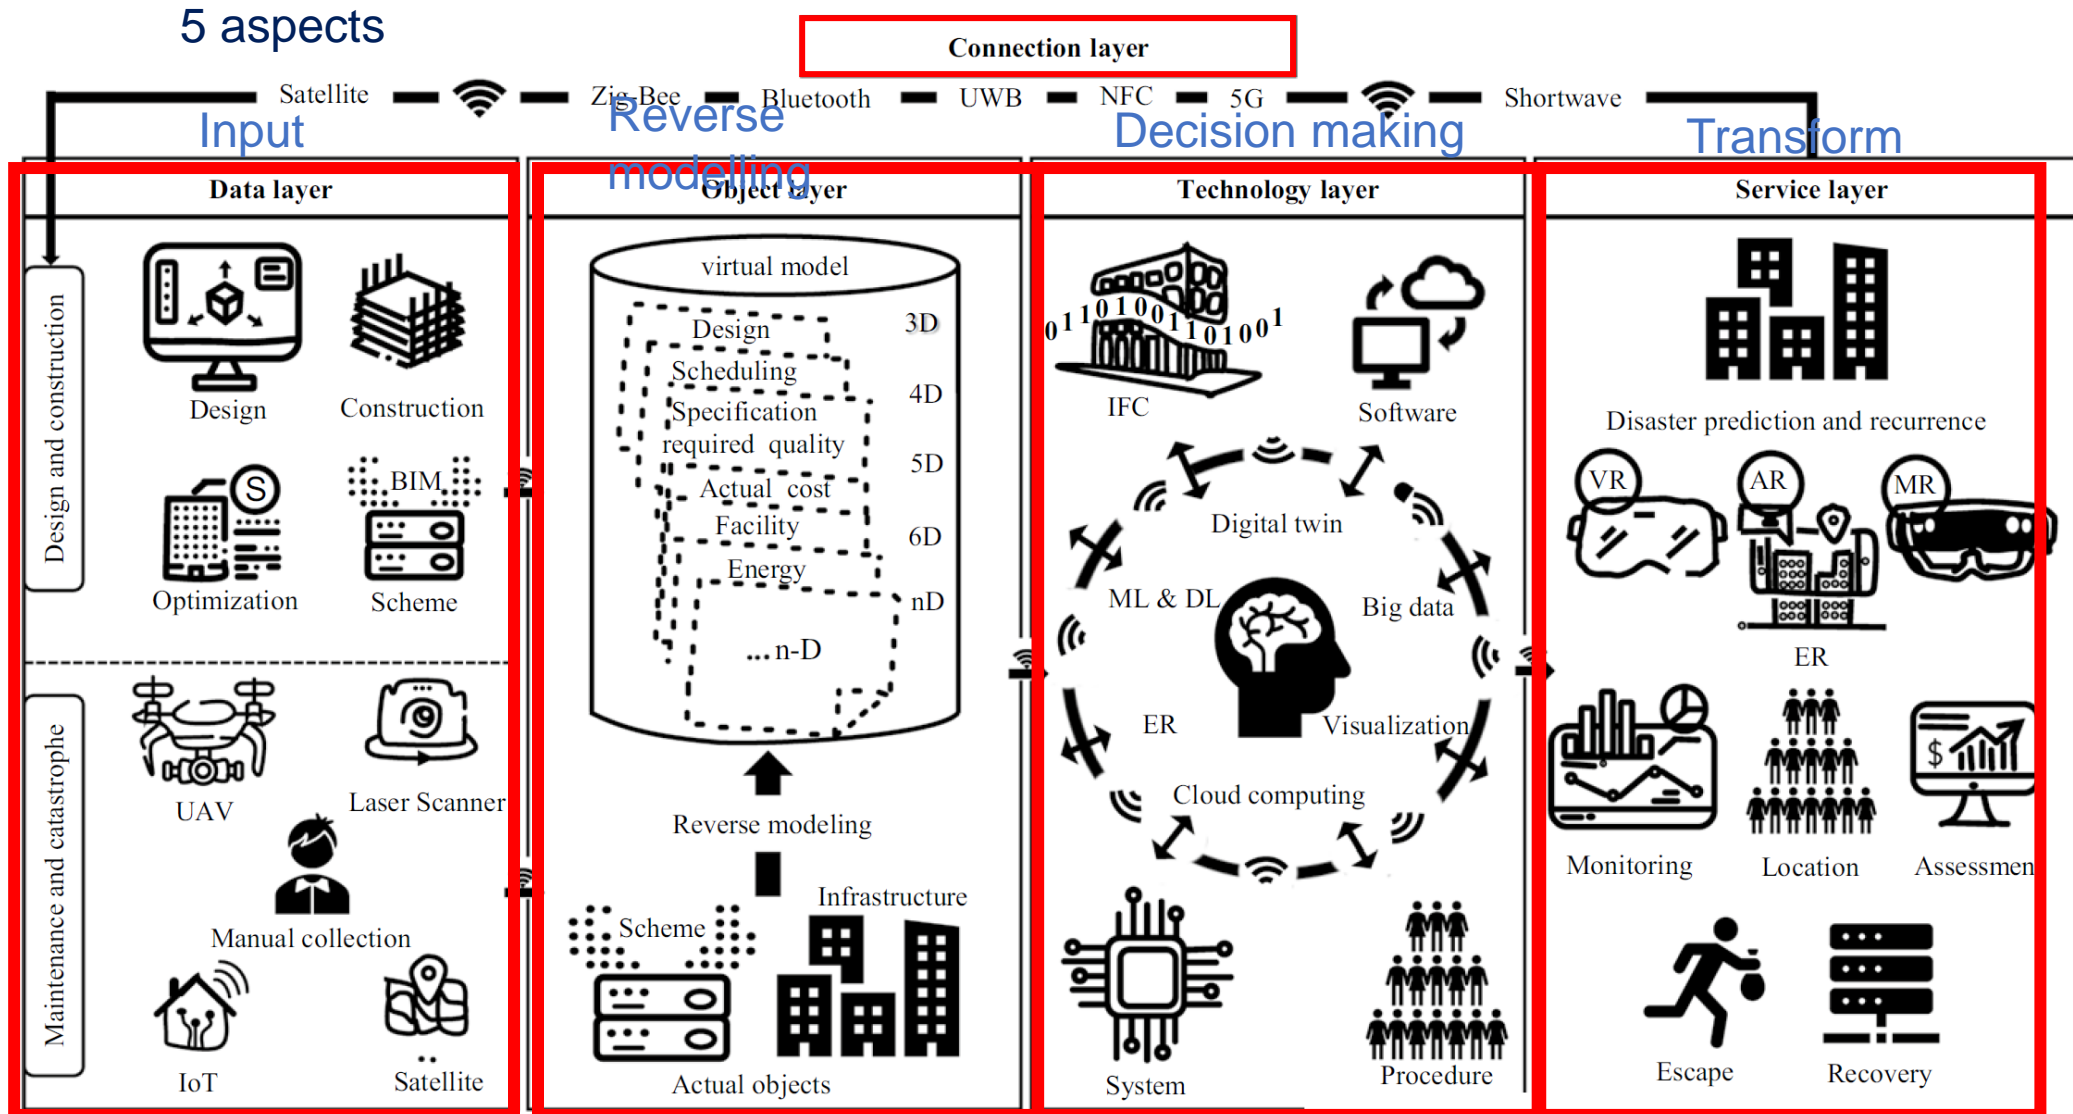 5 aspects
Connection layer
Satellite Zig-Bee Bluetooth UWB NFC 5G Shortwave
Input
Reverse modelling
Decision making
Transform
Data layer
Design and construction
Design
Construction
S
Optimization
BIM
Scheme
Maintenance and catastrophe
UAV
Laser Scanner
Manual collection
IoT
Satellite
Object layer
virtual model
Design
3D
Scheduling
4D
Specification
required quality
5D
Actual cost
Facility
6D
Energy
nD
...n-D
Reverse modeling
Scheme
Infrastructure
Actual objects
Technology layer
01101001101001
IFC
Software
Digital twin
ML & DL
Big data
ER
Visualization
Cloud computing
System
Procedure
Service layer
Disaster prediction and recurrence
VR
AR
MR
ER
Monitoring
Location
$
Assessmen
Escape
Recovery